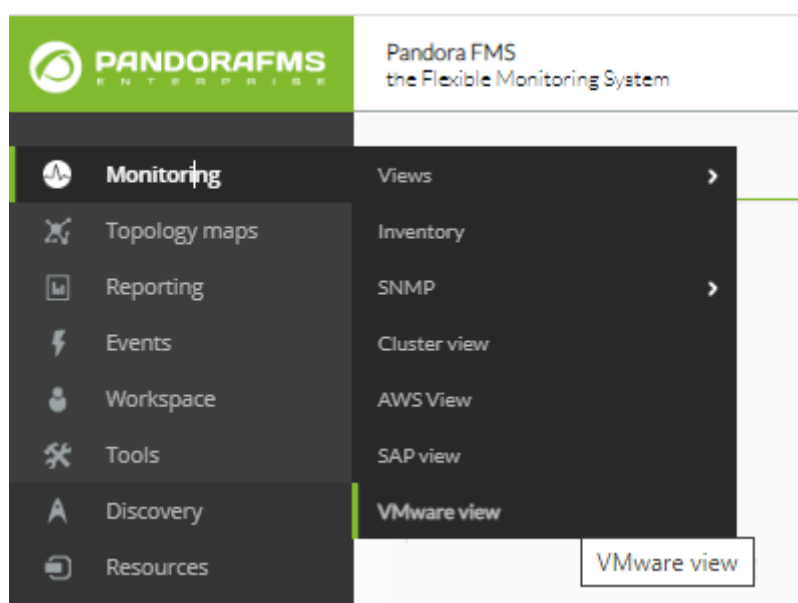 PANDORAFMS
ENTERPRISE
Pandora FMS
the Flexible Monitoring System
Monitoring
Topology maps
Reporting
Events
Workspace
Tools
Discovery
Resources
Views
Inventory
SNMP
Cluster view
AWS View
SAP view
VMware view
VMware view